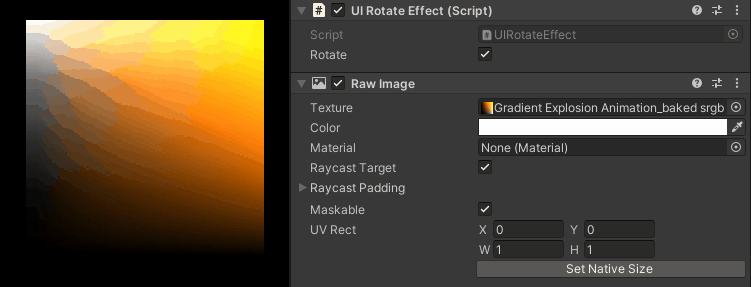 # UI Rotate Effect (Script)
Script # UIRotateEffect
Rotate
Raw Image
Texture Gradient Explosion Animation_baked srgb
Color
Material None (Material)
Raycast Target
Raycast Padding
Maskable
UV Rect X 0 Y 0
W 1 H 1
Set Native Size